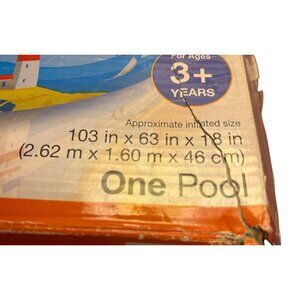 For Ages
3+
YEARS
Approximate inflated size
103 in x 63 in x 18 in
(2.62 m x 1.60 m x 46 cm)
One Pool